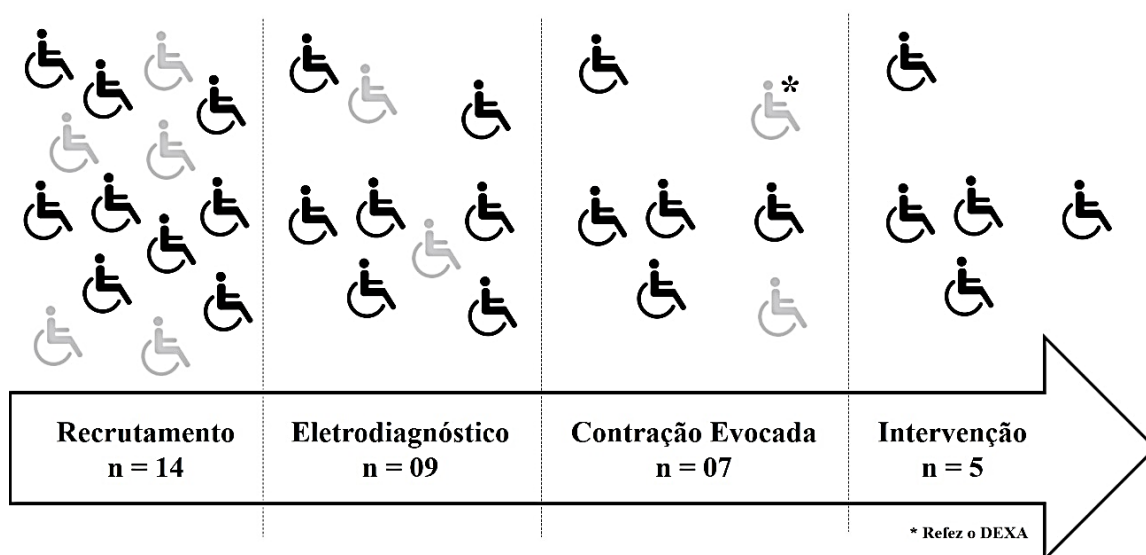 *
Recrutamento
n = 14
Eletrodiagnóstico
n = 09
Contração Evocada
n = 07
Intervenção
n = 5
* Refez o DEXA